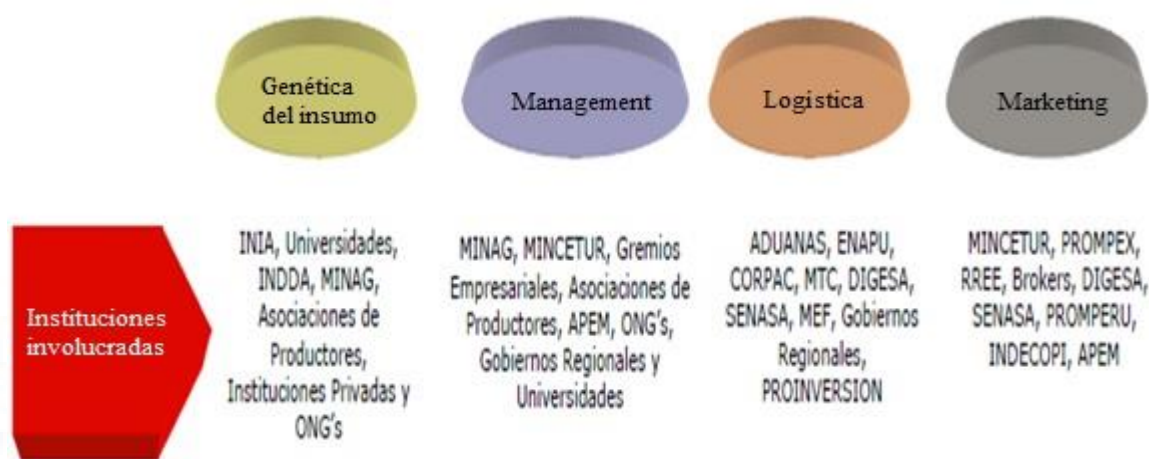 Genética
del insumo
Management
Logística
Marketing
Instituciones
involucradas
INIA, Universidades,
INDDA, MINAG,
Asociaciones de
Productores,
Instituciones Privadas y
ONG's
MINAG, MINCETUR, Gremios
Empresariales, Asociaciones de
Productores, APEM, ONG's,
Gobiernos Regionales y
Universidades
ADUANAS, ENAPU,
CORPAC, MTC, DIGESA,
SENASA, MEF, Gobiernos
Regionales,
PROINVERSION
MINCETUR, PROMPEX,
RREE, Brokers, DIGESA,
SENASA, PROMPERU,
INDECOPI, APEM